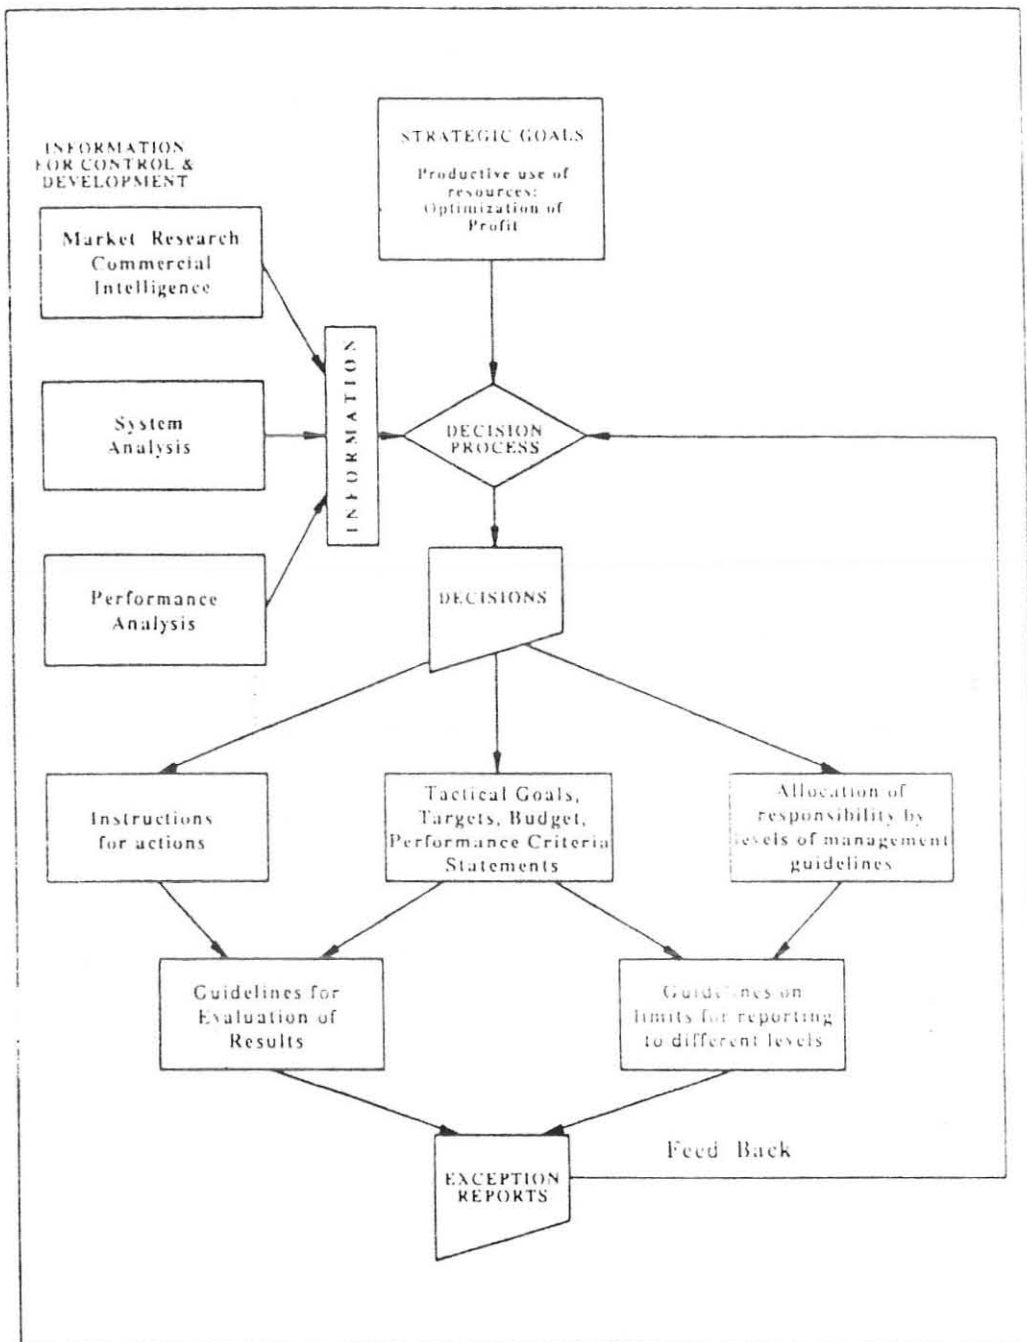 STRATEGIC GOALS
Productive use of
resources:
Optimization of
Profit
INFORMATION
FOR CONTROL &
DEVELOPMENT
Market Research
Commercial
Intelligence
System
Analysis
Performance
Analysis
INFORMATION
DECISION
PROCESS
DECISIONS
Instructions
for actions
Tactical Goals,
Targets, Budget,
Performance Criteria
Statements
Allocation of
responsibility by
levels of management
guidelines
Guidelines for
Evaluation of
Results
Guidelines on
limits for reporting
to different levels
Feed Back
EXCEPTION
REPORTS